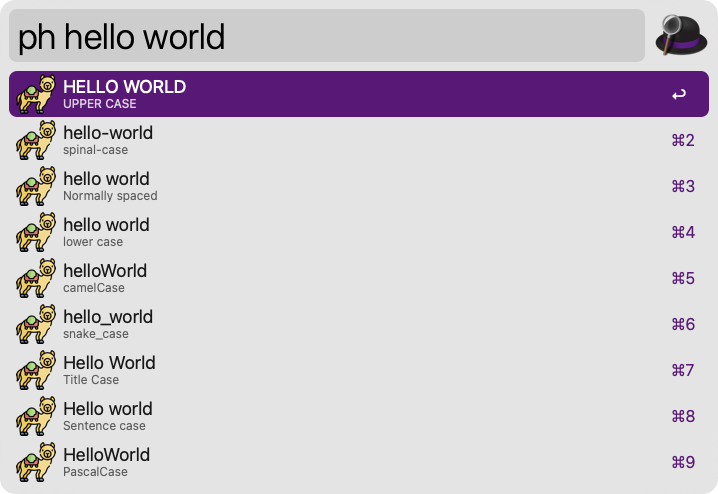 ph hello world
HELLO WORLD
UPPER CASE
↩
hello-world
spinal-case
⌘2
hello world
Normally spaced
⌘3
hello world
lower case
⌘4
helloWorld
camelCase
⌘5
hello_world
snake_case
⌘6
Hello World
Title Case
⌘7
Hello world
Sentence case
⌘8
HelloWorld
PascalCase
⌘9